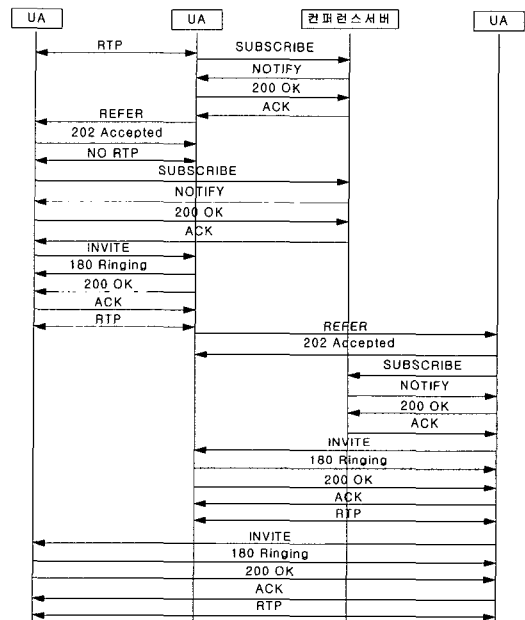 UA
UA
컨퍼런스서버
UA
RTP
SUBSCRIBE
NOTIFY
200 OK
ACK
REFER
202 Accepted
NO RTP
SUBSCRIBE
NOTIFY
200 OK
ACK
INVITE
180 Ringing
200 OK
ACK
RTP
REFER
202 Accepted
SUBSCRIBE
NOTIFY
200 OK
ACK
INVITE
180 Ringing
200 OK
ACK
RTP
INVITE
180 Ringing
200 OK
ACK
RTP